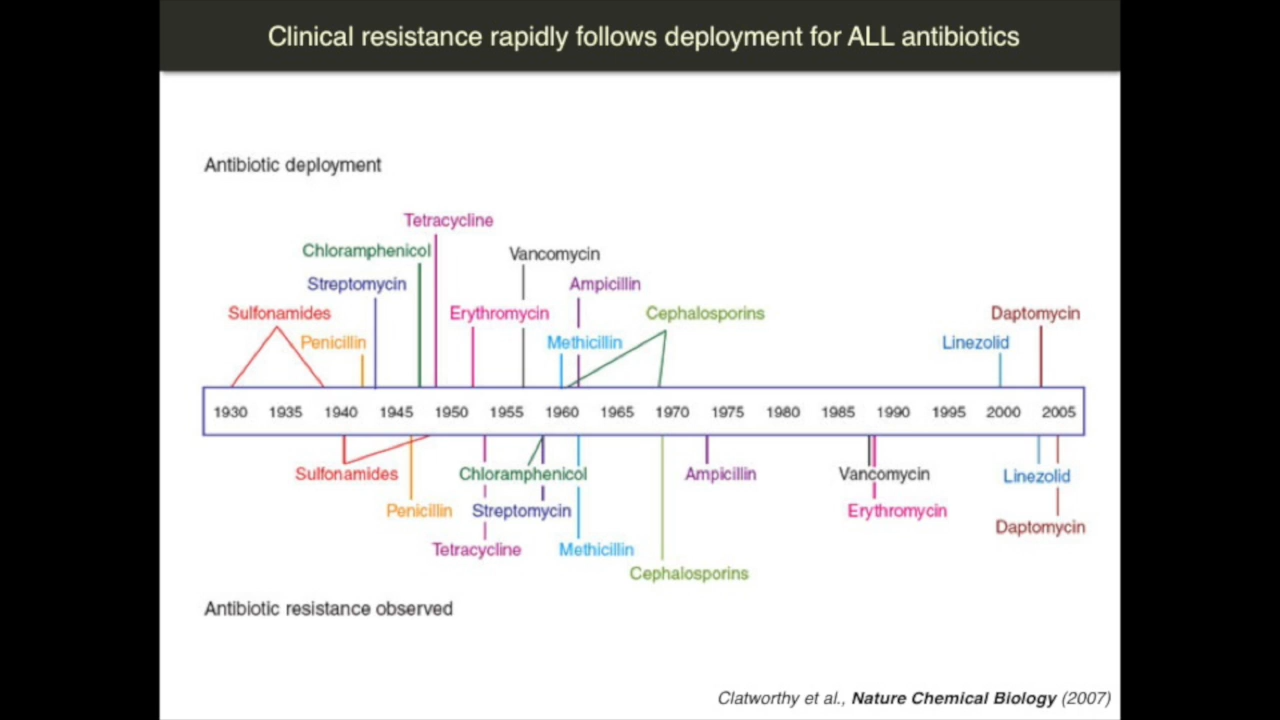 Clinical resistance rapidly follows deployment for ALL antibiotics
Antibiotic deployment
Tetracycline
Chloramphenicol
Vancomycin
Streptomycin
Ampicillin
Sulfonamides
Erythromycin
Cephalosporins
Daptomycin
Penicillin
Methicillin
Linezolid
1930 1935 1940 1945 1950 1955 1960 1965 1970 1975 1980 1985 1990 1995 2000 2005
Sulfonamides
Chloramphenicol
Ampicillin
Vancomycin
Linezolid
Penicillin
Streptomycin
Erythromycin
Daptomycin
Tetracycline
Methicillin
Cephalosporins
Antibiotic resistance observed
Clatworthy et al., Nature Chemical Biology (2007)